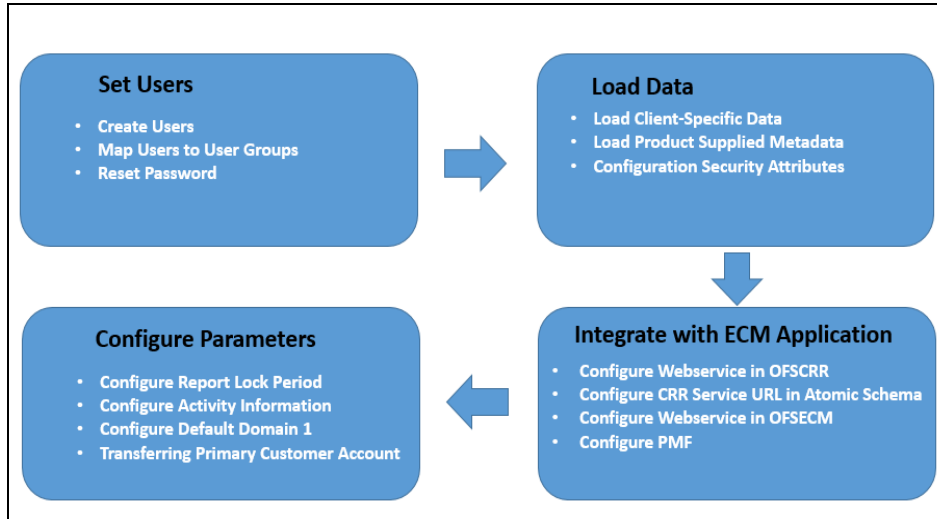 Set Users
• Create Users
• Map Users to User Groups
• Reset Password
Load Data
• Load Client-Specific Data
• Load Product Supplied Metadata
• Configuration Security Attributes
Integrate with ECM Application
• Configure Webservice in OFSCRR
• Configure CRR Service URL in Atomic Schema
• Configure Webservice in OFSECM
• Configure PMF
Configure Parameters
• Configure Report Lock Period
• Configure Activity Information
• Configure Default Domain 1
• Transferring Primary Customer Account